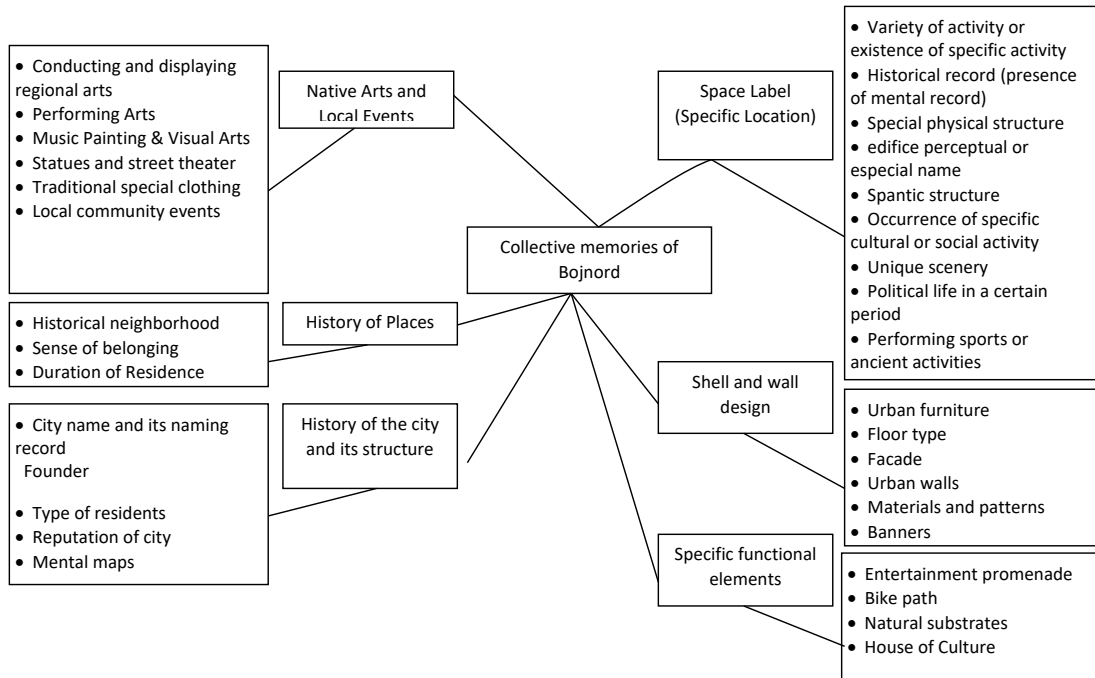 • Conducting and displaying
regional arts
• Performing Arts
• Music Painting & Visual Arts
• Statues and street theater
• Traditional special clothing
• Local community events
Native Arts and
Local Events
• Historical neighborhood
• Sense of belonging
• Duration of Residence
History of Places
• City name and its naming
record
Founder
• Type of residents
• Reputation of city
• Mental maps
History of the city
and its structure
Collective memories of
Bojnord
Space Label
(Specific Location)
• Variety of activity or
existence of specific activity
• Historical record (presence
of mental record)
• Special physical structure
• edifice perceptual or
especial name
• Spantic structure
• Occurrence of specific
cultural or social activity
• Unique scenery
• Political life in a certain
period
• Performing sports or
ancient activities
Shell and wall
design
• Urban furniture
• Floor type
• Facade
• Urban walls
• Materials and patterns
• Banners
Specific functional
elements
• Entertainment promenade
• Bike path
• Natural substrates
• House of Culture